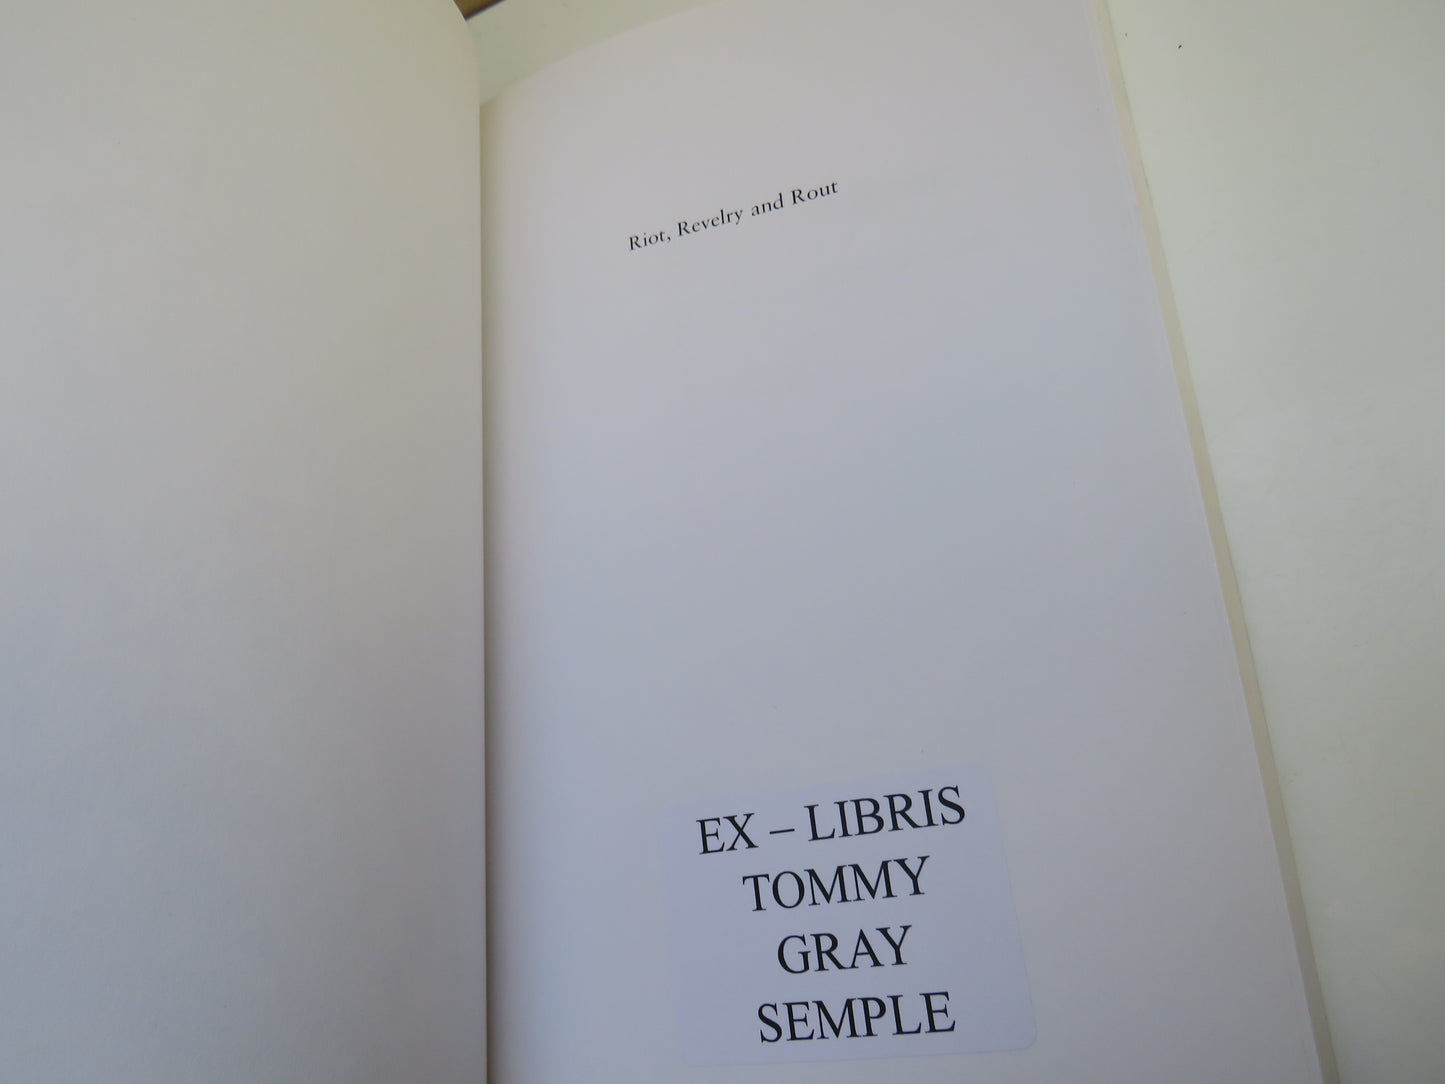 Riot, Revelry and Rout
EX – LIBRIS
TOMMY
GRAY
SEMPLE